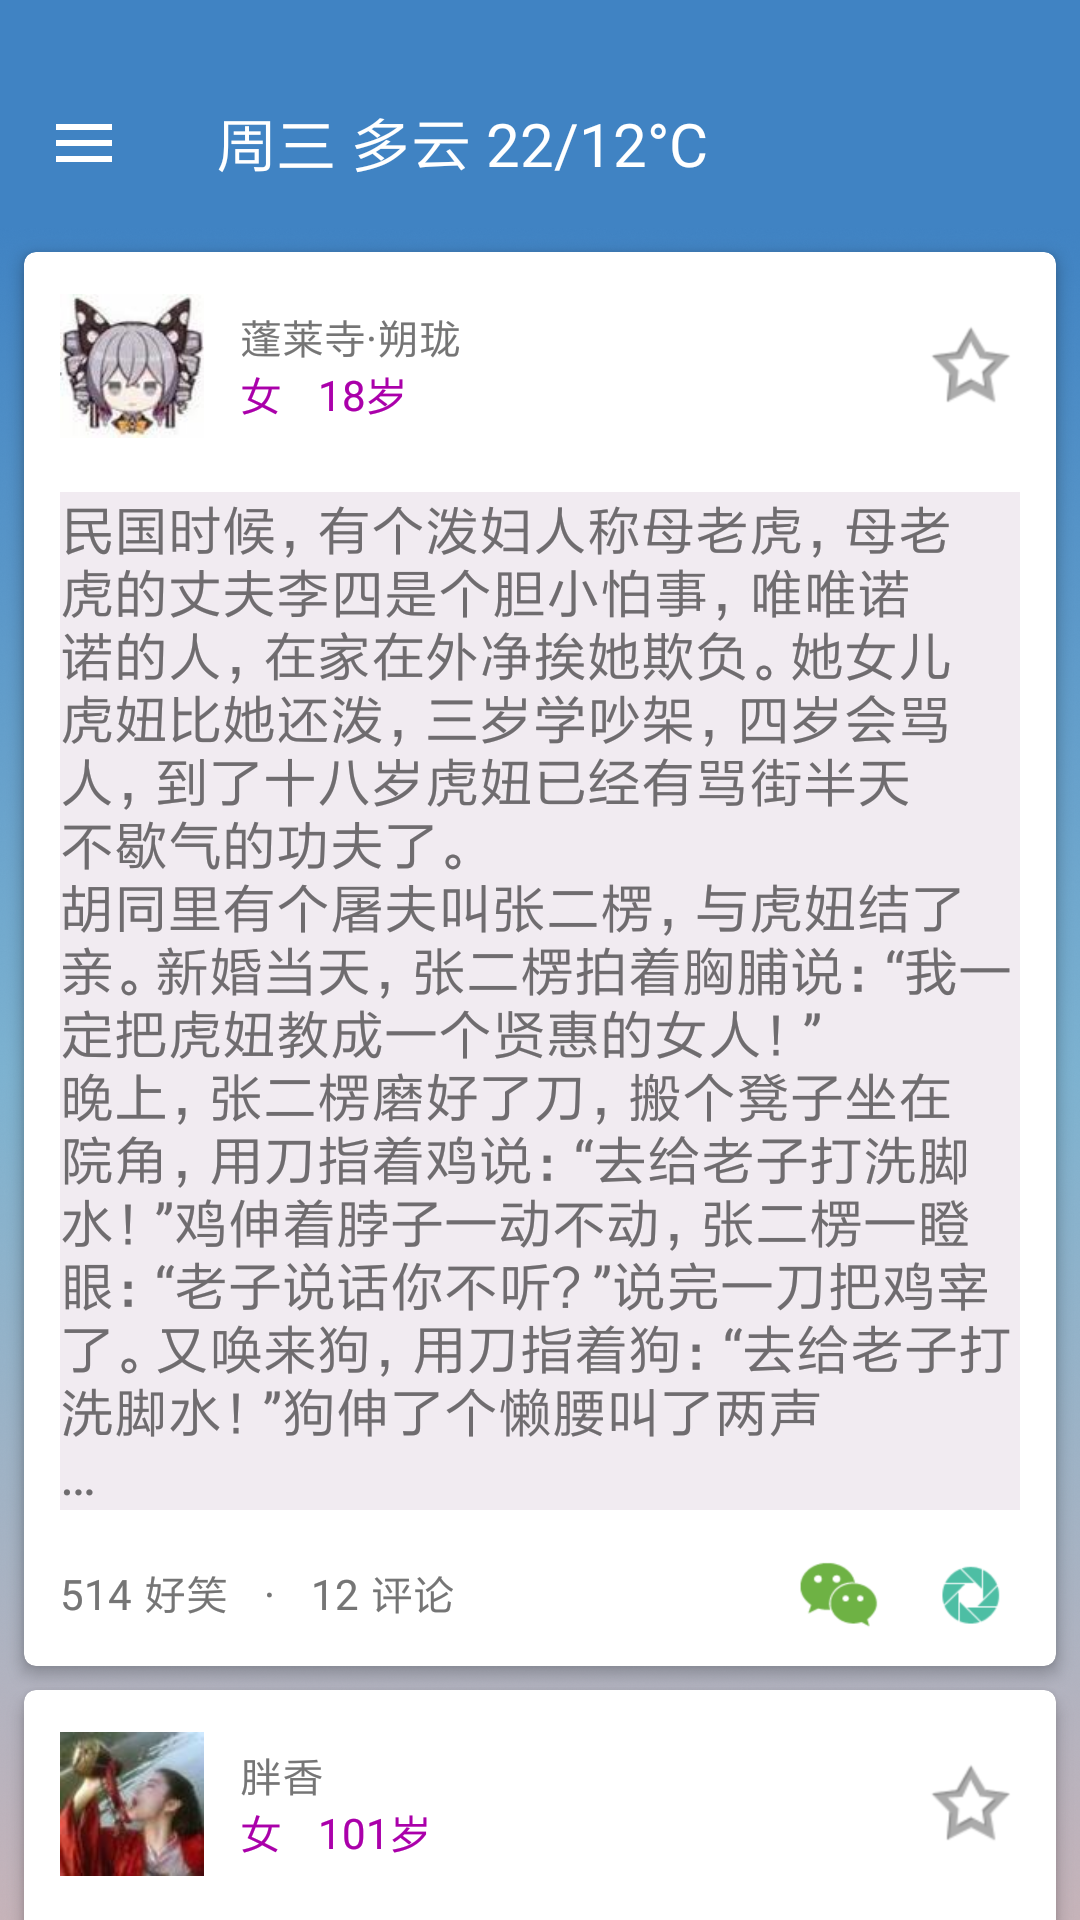 周三 多云 22/12°C
蓬莱寺·朔珑
女 18岁
民国时候，有个泼妇人称母老虎，母老
虎的丈夫李四是个胆小怕事，唯唯诺
诺的人，在家在外净挨她欺负。她女儿
虎妞比她还泼，三岁学吵架，四岁会骂
人，到了十八岁虎妞已经有骂街半天
不歇气的功夫了。
胡同里有个屠夫叫张二楞，与虎妞结了
亲。新婚当天，张二楞拍着胸脯说：“我一
定把虎妞教成一个贤惠的女人！”
晚上，张二楞磨好了刀，搬个凳子坐在
院角，用刀指着鸡说：“去给老子打洗脚
水！”鸡伸着脖子一动不动，张二楞一瞪
眼：“老子说话你不听？”说完一刀把鸡宰
了。又唤来狗，用刀指着狗：“去给老子打
洗脚水！”狗伸了个懒腰叫了两声
…
514 好笑 · 12 评论
胖香
女 101岁